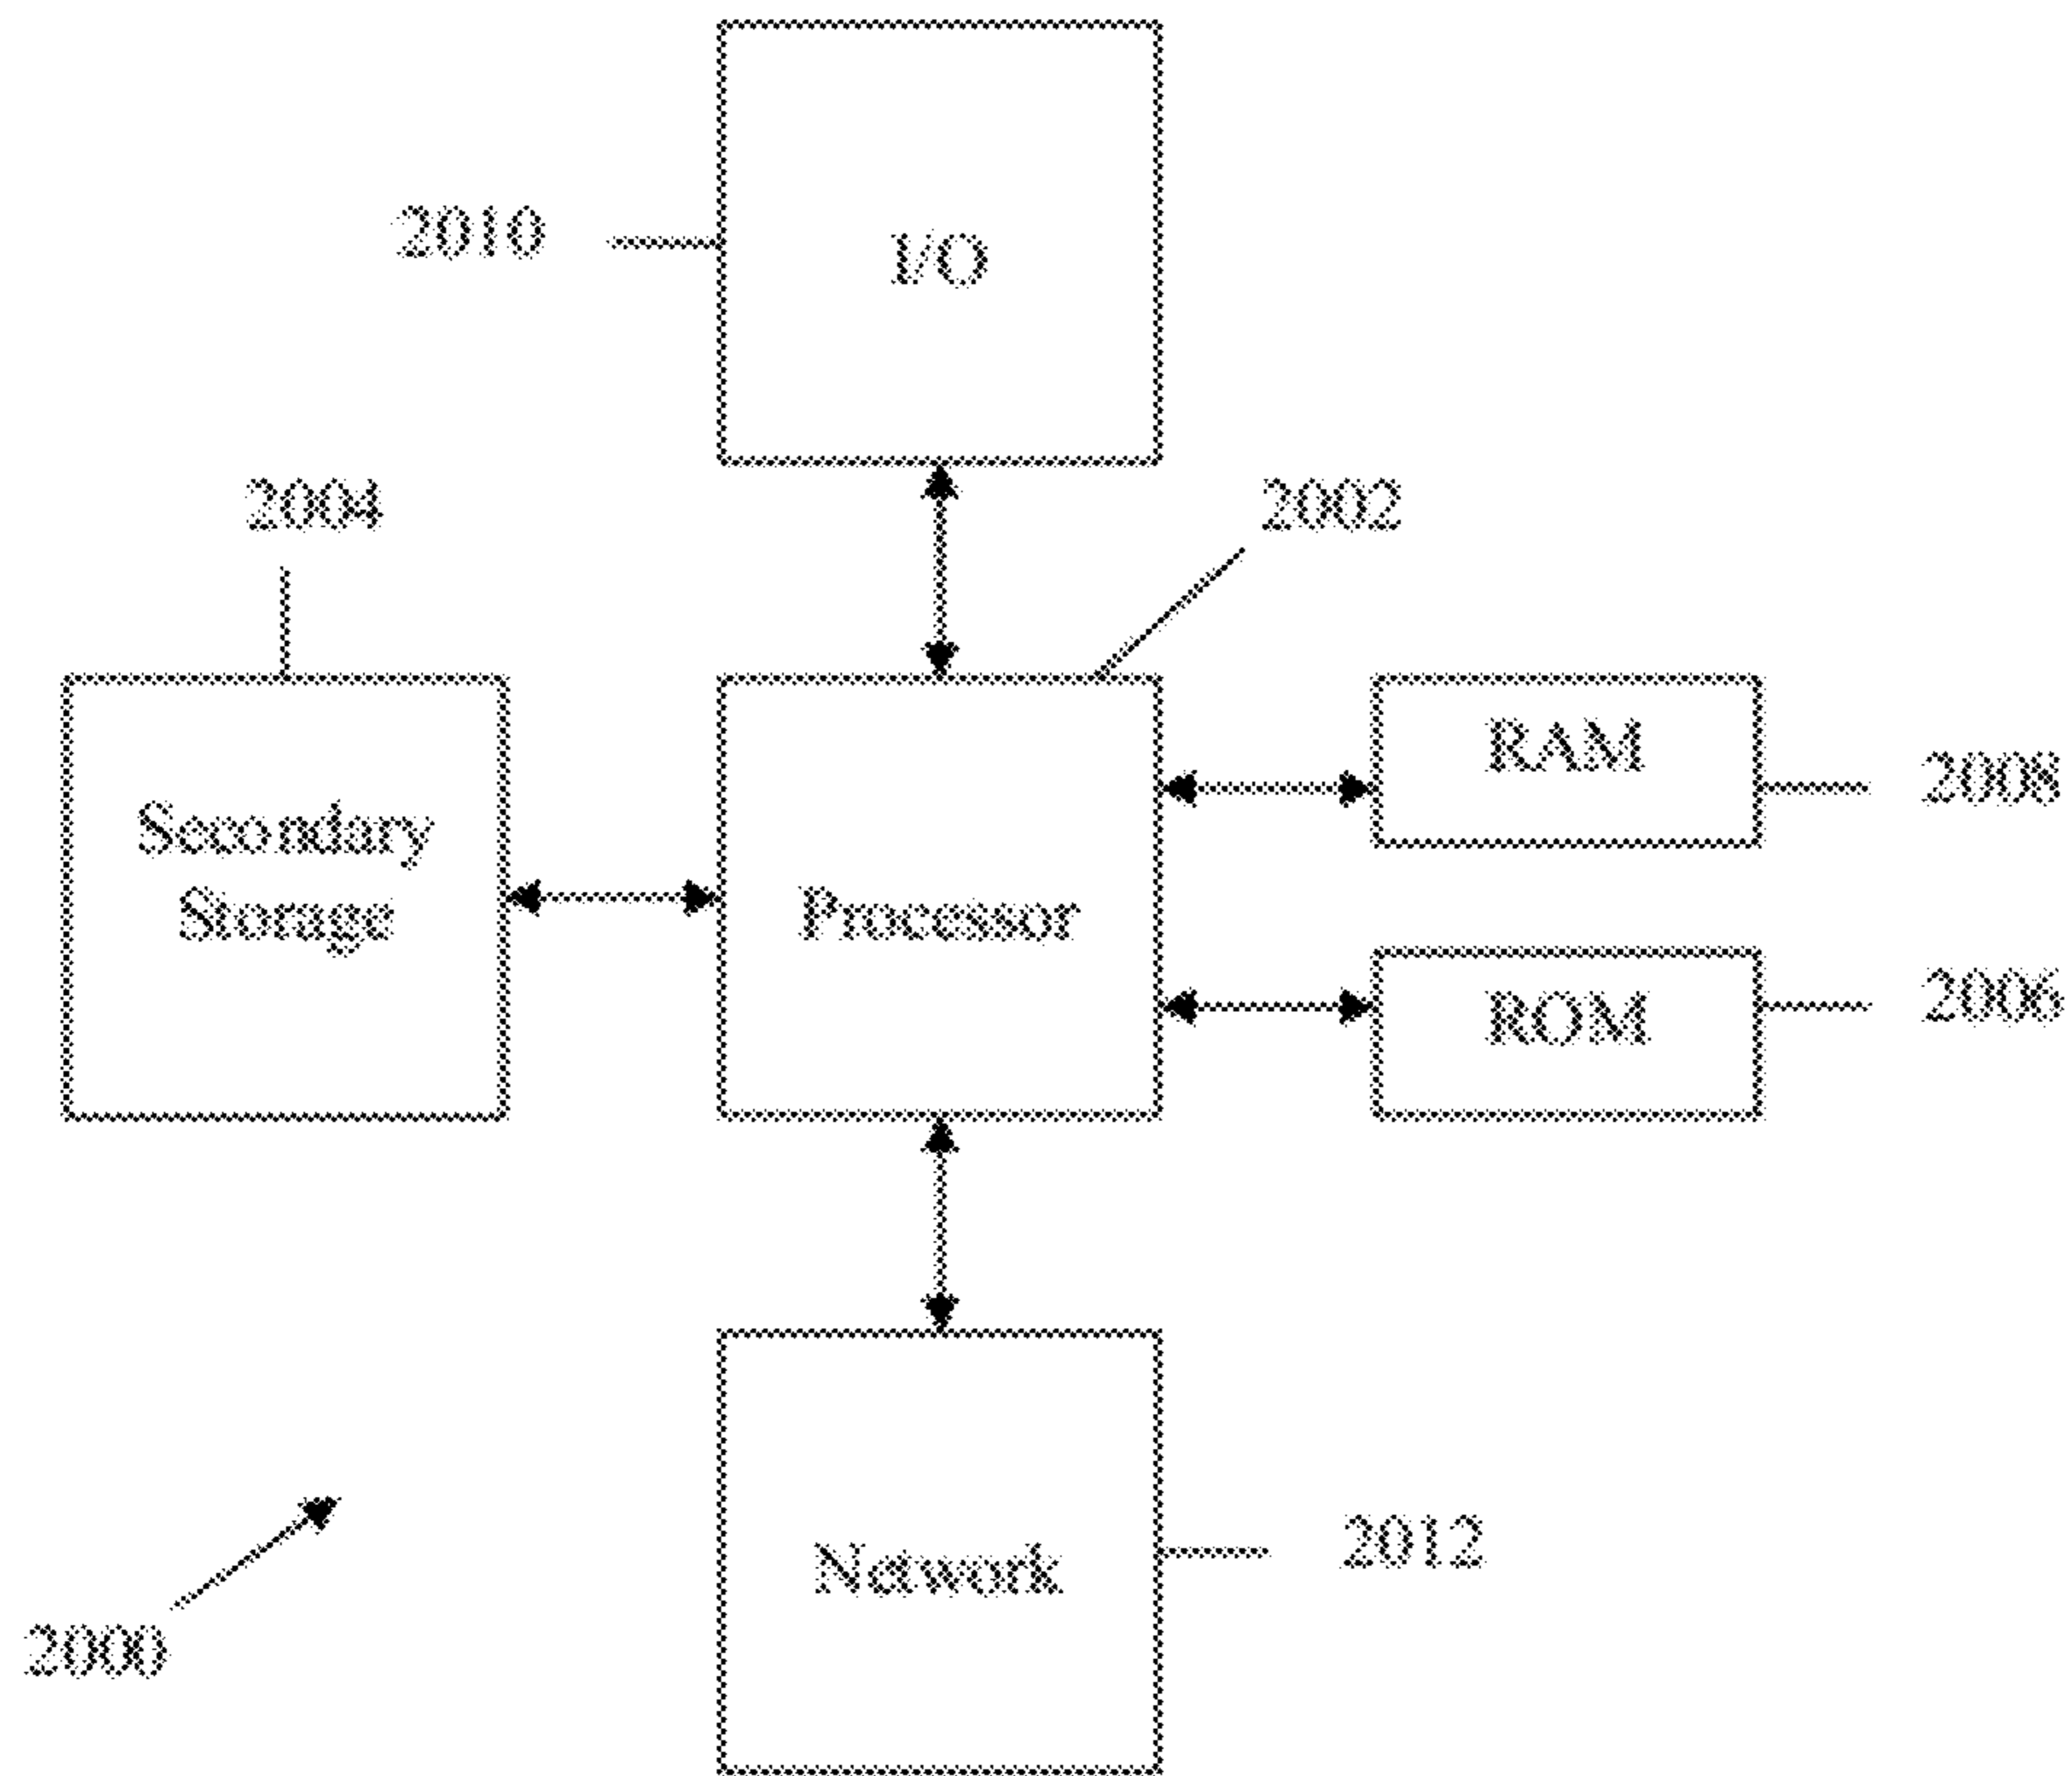 2010
I/O
2004
2002
RAM
2008
Secondary
Storage
Processor
2006
ROM
Network
2012
2000